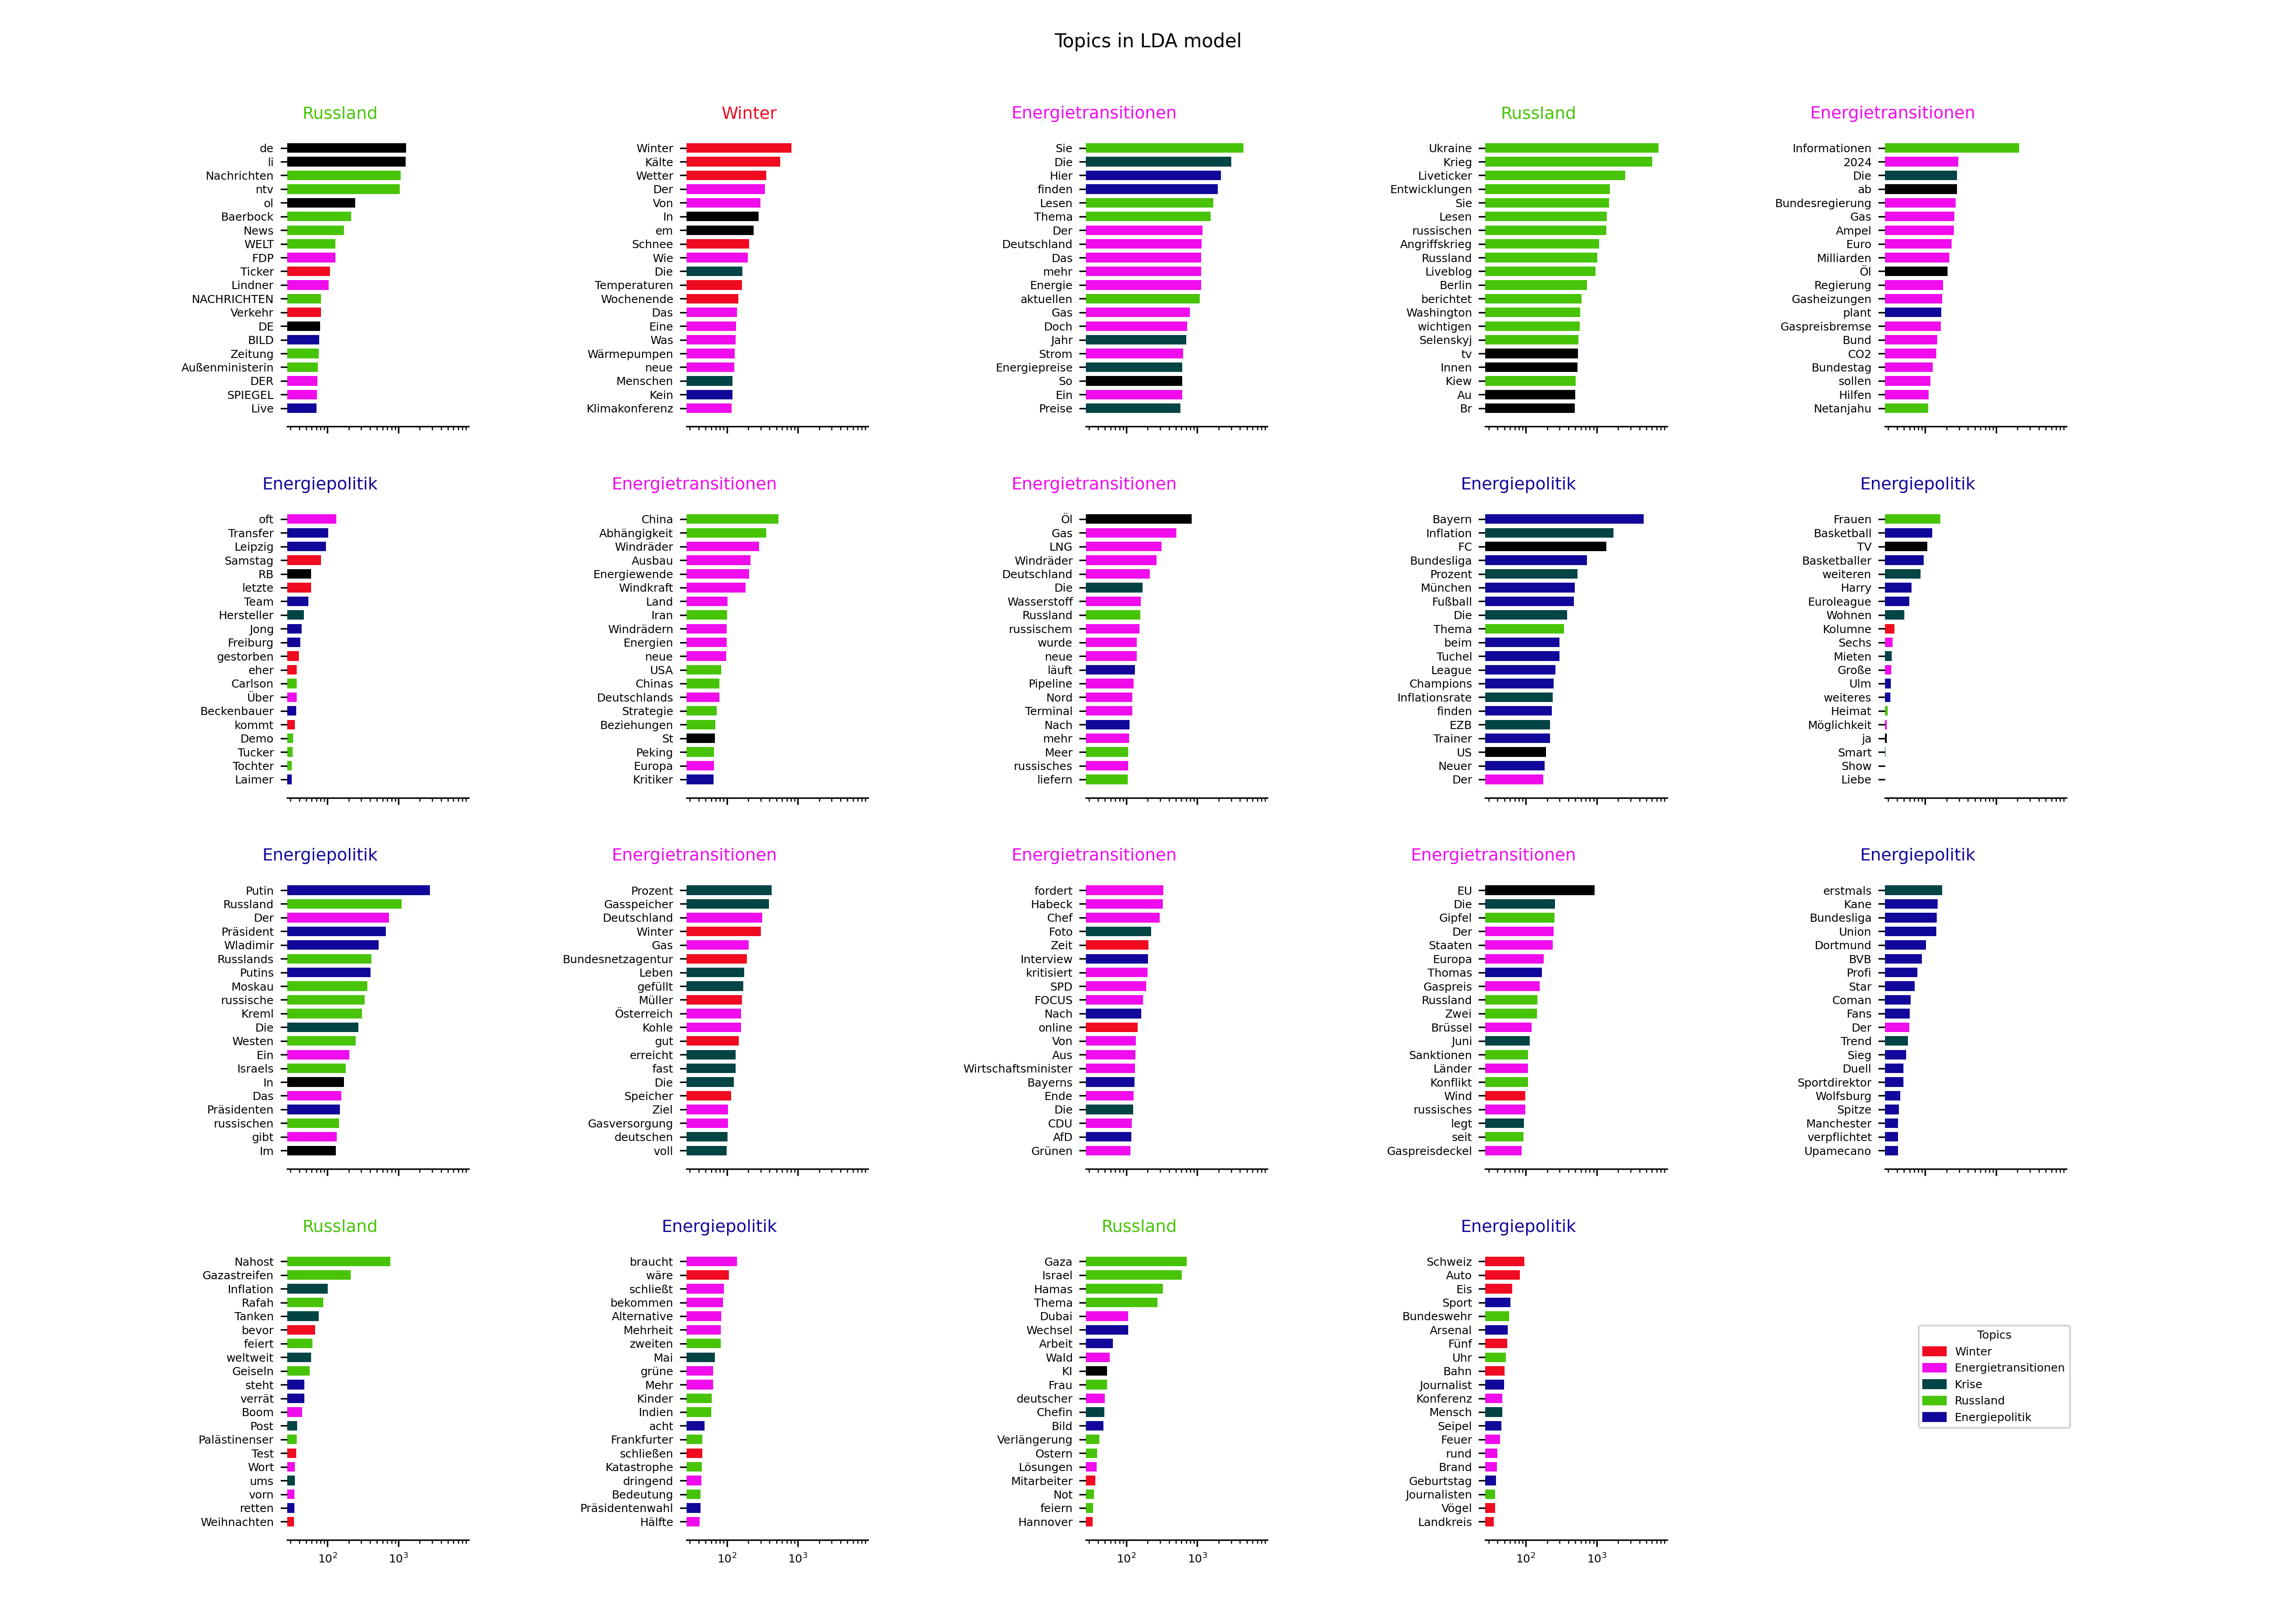 Topics in LDA model
Russland
de
li
Nachrichten
ntv
ol
Baerbock
News
WELT
FDP
Ticker
Lindner
NACHRICHTEN
Verkehr
DE
BILD
Zeitung
Außenministerin
DER
SPIEGEL
Live
Winter
Winter
Kälte
Wetter
Der
Von
In
em
Schnee
Wie
Die
Temperaturen
Wochenende
Das
Eine
Was
Wärmepumpen
neue
Menschen
Kein
Klimakonferenz
Energietransitionen
Sie
Die
Hier
finden
Lesen
Thema
Der
Deutschland
Das
mehr
Energie
aktuellen
Gas
Doch
Jahr
Strom
Energiepreise
So
Ein
Preise
Russland
Ukraine
Krieg
Liveticker
Entwicklungen
Sie
Lesen
russischen
Angriffskrieg
Russland
Liveblog
Berlin
berichtet
Washington
wichtigen
Selenskyj
tv
Innen
Kiew
Au
Br
Energietransitionen
Informationen
2024
Die
ab
Bundesregierung
Gas
Ampel
Euro
Milliarden
Öl
Regierung
Gasheizungen
plant
Gaspreisbremse
Bund
CO2
Bundestag
sollen
Hilfen
Netanjahu
Energiepolitik
oft
Transfer
Leipzig
Samstag
RB
letzte
Team
Hersteller
Jong
Freiburg
gestorben
eher
Carlson
Über
Beckenbauer
kommt
Demo
Tucker
Tochter
Laimer
Energietransitionen
China
Abhängigkeit
Windräder
Ausbau
Energiewende
Windkraft
Land
Iran
Windrädern
Energien
neue
USA
Chinas
Deutschlands
Strategie
Beziehungen
St
Peking
Europa
Kritiker
Energietransitionen
Öl
Gas
LNG
Windräder
Deutschland
Die
Wasserstoff
Russland
russischem
wurde
neue
läuft
Pipeline
Nord
Terminal
Nach
mehr
Meer
russisches
liefern
Energiepolitik
Bayern
Inflation
FC
Bundesliga
Prozent
München
Fußball
Die
Thema
beim
Tuchel
League
Champions
Inflationsrate
finden
EZB
Trainer
US
Neuer
Der
Energiepolitik
Frauen
Basketball
TV
Basketballer
weiteren
Harry
Euroleague
Wohnen
Kolumne
Sechs
Mieten
Große
Ulm
weiteres
Heimat
Möglichkeit
ja
Smart
Show
Liebe
Energiepolitik
Putin
Russland
Der
Präsident
Wladimir
Russlands
Putins
Moskau
russische
Kreml
Die
Westen
Ein
Israels
In
Das
Präsidenten
russischen
gibt
Im
Energietransitionen
Prozent
Gasspeicher
Deutschland
Winter
Gas
Bundesnetzagentur
Leben
gefüllt
Müller
Österreich
Kohle
gut
erreicht
fast
Die
Speicher
Ziel
Gasversorgung
deutschen
voll
Energietransitionen
fordert
Habeck
Chef
Foto
Zeit
Interview
kritisiert
SPD
FOCUS
Nach
online
Von
Aus
Wirtschaftsminister
Bayerns
Ende
Die
CDU
AfD
Grünen
Energietransitionen
EU
Die
Gipfel
Der
Staaten
Europa
Thomas
Gaspreis
Russland
Zwei
Brüssel
Juni
Sanktionen
Länder
Konflikt
Wind
russisches
legt
seit
Gaspreisdeckel
Energiepolitik
erstmals
Kane
Bundesliga
Union
Dortmund
BVB
Profi
Star
Coman
Fans
Der
Trend
Sieg
Duell
Sportdirektor
Wolfsburg
Spitze
Manchester
verpflichtet
Upamecano
Russland
Nahost
Gazastreifen
Inflation
Rafah
Tanken
bevor
feiert
weltweit
Geiseln
steht
verrät
Boom
Post
Palästinenser
Test
Wort
ums
vorn
retten
Weihnachten
10² 10³
Energiepolitik
braucht
wäre
schließt
bekommen
Alternative
Mehrheit
zweiten
Mai
grüne
Mehr
Kinder
Indien
acht
Frankfurter
schließen
Katastrophe
dringend
Bedeutung
Präsidentenwahl
Hälfte
10² 10³
Russland
Gaza
Israel
Hamas
Thema
Dubai
Wechsel
Arbeit
Wald
KI
Frau
deutscher
Chefin
Bild
Verlängerung
Ostern
Lösungen
Mitarbeiter
Not
feiern
Hannover
10² 10³
Energiepolitik
Schweiz
Auto
Eis
Sport
Bundeswehr
Arsenal
Fünf
Uhr
Bahn
Journalist
Konferenz
Mensch
Seipel
Feuer
rund
Brand
Geburtstag
Journalisten
Vögel
Landkreis
10² 10³
Topics
Winter
Energietransitionen
Krise
Russland
Energiepolitik